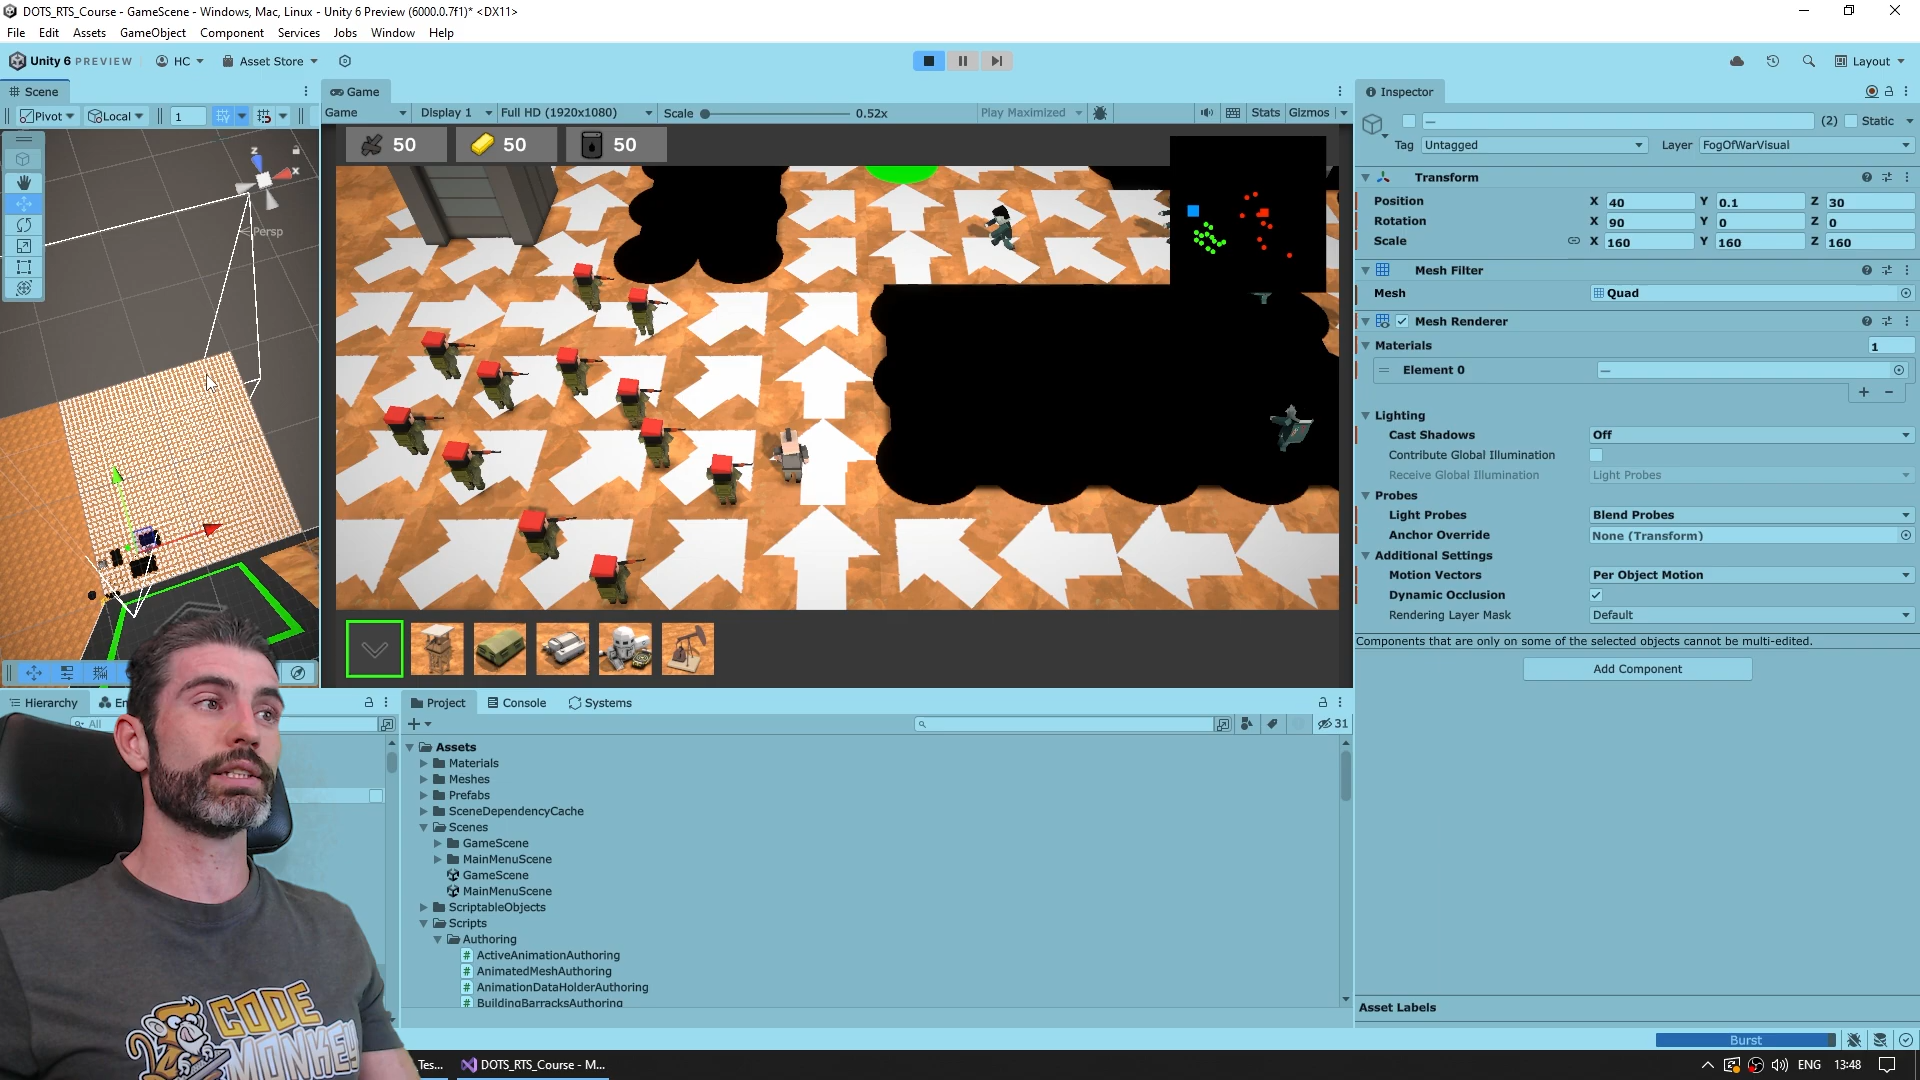 DOTS_RTS_Course - GameScene - Windows, Mac, Linux - Unity 6 Preview (6000.0.7f1)* <DX11>
File Edit Assets GameObject Component Services Jobs Window Help
Unity 6 PREVIEW HC Asset Store Layout
Scene
Game
Inspector
Pivot Local 1
Game Display 1 Full HD (1920x1080) Scale 0.52x Play Maximized Stats Gizmos
— (2) Static
Tag Untagged Layer FogOfWarVisual
50 50 50
z
x
Persp
Transform
Position X 40 Y 0.1 Z 30
Rotation X 90 Y 0 Z 0
Scale X 160 Y 160 Z 160
Mesh Filter
Mesh Quad
Mesh Renderer
Materials 1
Element 0 —
Lighting
Cast Shadows Off
Contribute Global Illumination
Receive Global Illumination Light Probes
Probes
Light Probes Blend Probes
Anchor Override None (Transform)
Additional Settings
Motion Vectors Per Object Motion
Dynamic Occlusion
Rendering Layer Mask Default
Components that are only on some of the selected objects cannot be multi-edited.
Add Component
Hierarchy
All
Project Console Systems
31
Assets
Materials
Meshes
Prefabs
SceneDependencyCache
Scenes
GameScene
MainMenuScene
GameScene
MainMenuScene
ScriptableObjects
Scripts
Authoring
ActiveAnimationAuthoring
AnimatedMeshAuthoring
AnimationDataHolderAuthoring
BuildingBarracksAuthoring
Asset Labels
CODE
MONKEY
Burst
Tes... DOTS_RTS_Course - M...
ENG 13:48